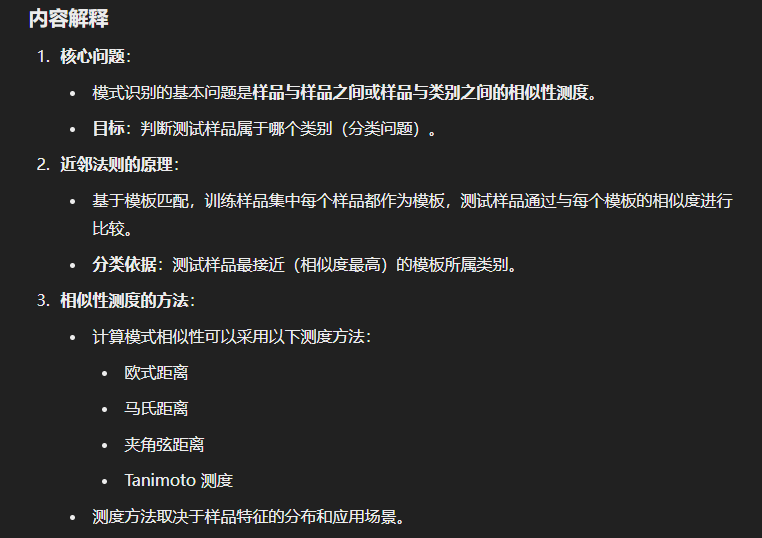 内容解释
1. 核心问题：
• 模式识别的基本问题是样品与样品之间或样品与类别之间的相似性测度。
• 目标：判断测试样品属于哪个类别（分类问题）。
2. 近邻法则的原理：
• 基于模板匹配，训练样品集中每个样品都作为模板，测试样品通过与每个模板的相似度进行
比较。
• 分类依据：测试样品最接近（相似度最高）的模板所属类别。
3. 相似性测度的方法：
• 计算模式相似性可以采用以下测度方法：
• 欧式距离
• 马氏距离
• 夹角弦距离
• Tanimoto 测度
• 测度方法取决于样品特征的分布和应用场景。